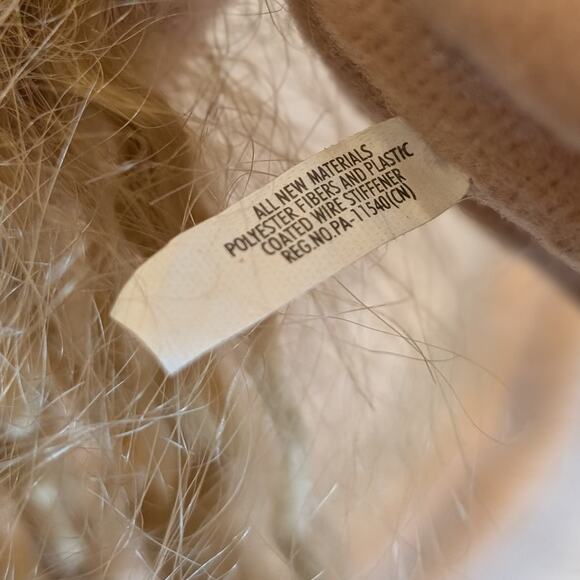 ALL NEW MATERIALS
POLYESTER FIBERS AND PLASTIC
COATED WIRE STIFFENER
REG.NO.PA-11540(CN)